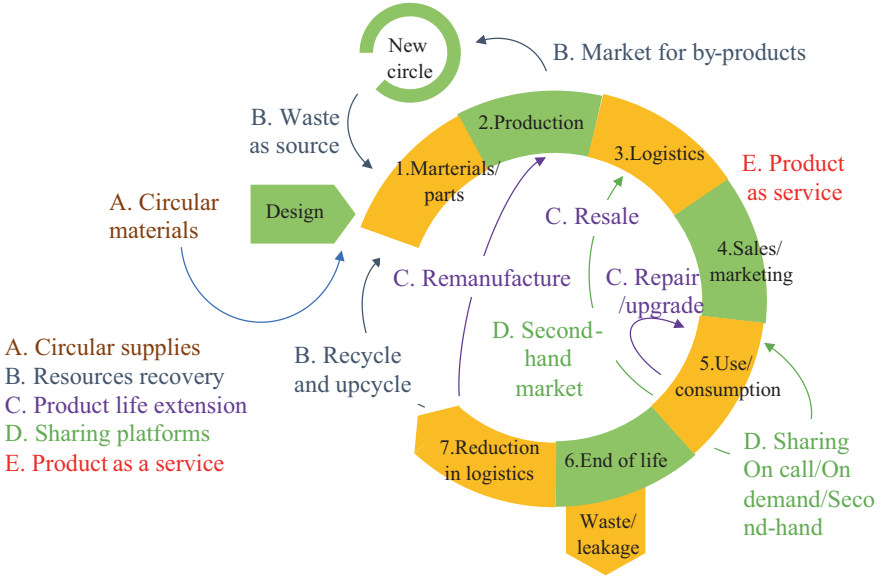 New
circle
B. Market for by-products
B. Waste
as source
2.Production
3.Logistics
1.Marterials/
parts
E. Product
as service
Design
A. Circular
materials
C. Resale
4.Sales/
marketing
C. Remanufacture
C. Repair
/upgrade
D. Second-
hand
market
B. Recycle
and upcycle
5.Use/
consumption
A. Circular supplies
B. Resources recovery
C. Product life extension
D. Sharing platforms
E. Product as a service
7.Reduction
in logistics
6.End of life
D. Sharing
On call/On
demand/Seco
nd-hand
Waste/
leakage